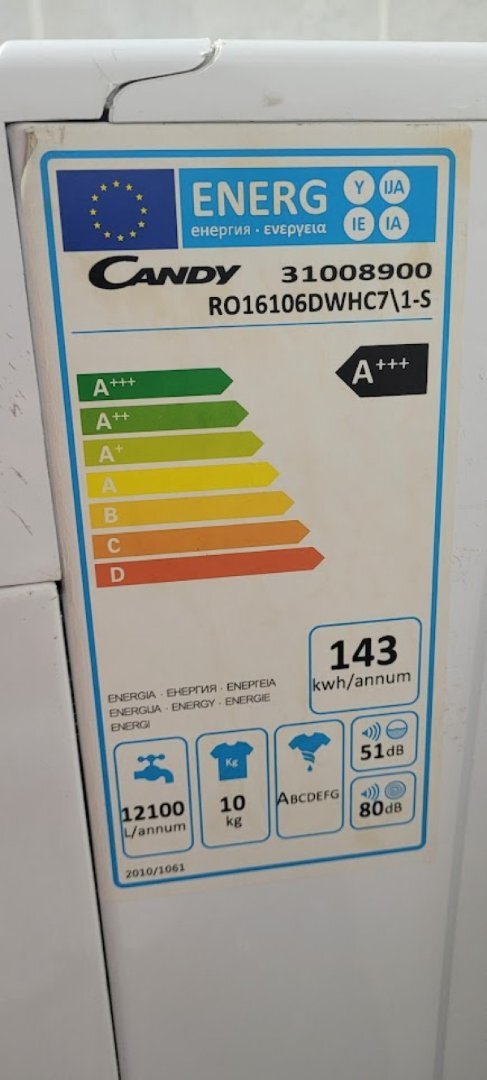 ENERG Y IJA
енергия · ενεργεια IE IA
CANDY 31008900
RO16106DWHC7\1-S
A+++
A+++
A++
A+
A
B
C
D
143
kwh/annum
ENERGIA · ЕНЕРГИЯ · ΕΝΕΡΓΕΙΑ
ENERGIJA · ENERGY · ENERGIE
ENERGI
12100
L/annum
Kg
10
kg
ABCDEFG
51dB
80dB
2010/1061